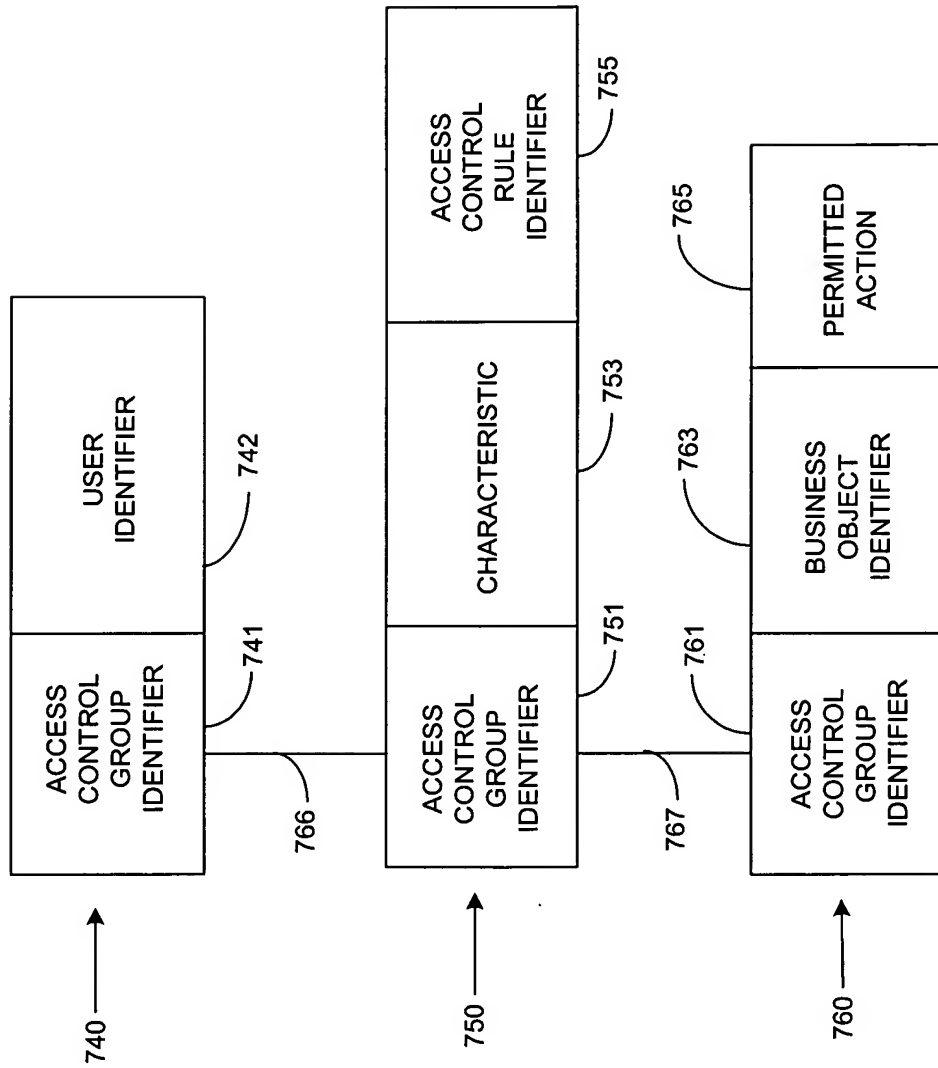 740
ACCESS
CONTROL
GROUP
IDENTIFIER
741
USER
IDENTIFIER
742
766
750
ACCESS
CONTROL
GROUP
IDENTIFIER
751
CHARACTERISTIC
753
ACCESS
CONTROL
RULE
IDENTIFIER
755
767
760
ACCESS
CONTROL
GROUP
IDENTIFIER
761
BUSINESS
OBJECT
IDENTIFIER
763
PERMITTED
ACTION
765